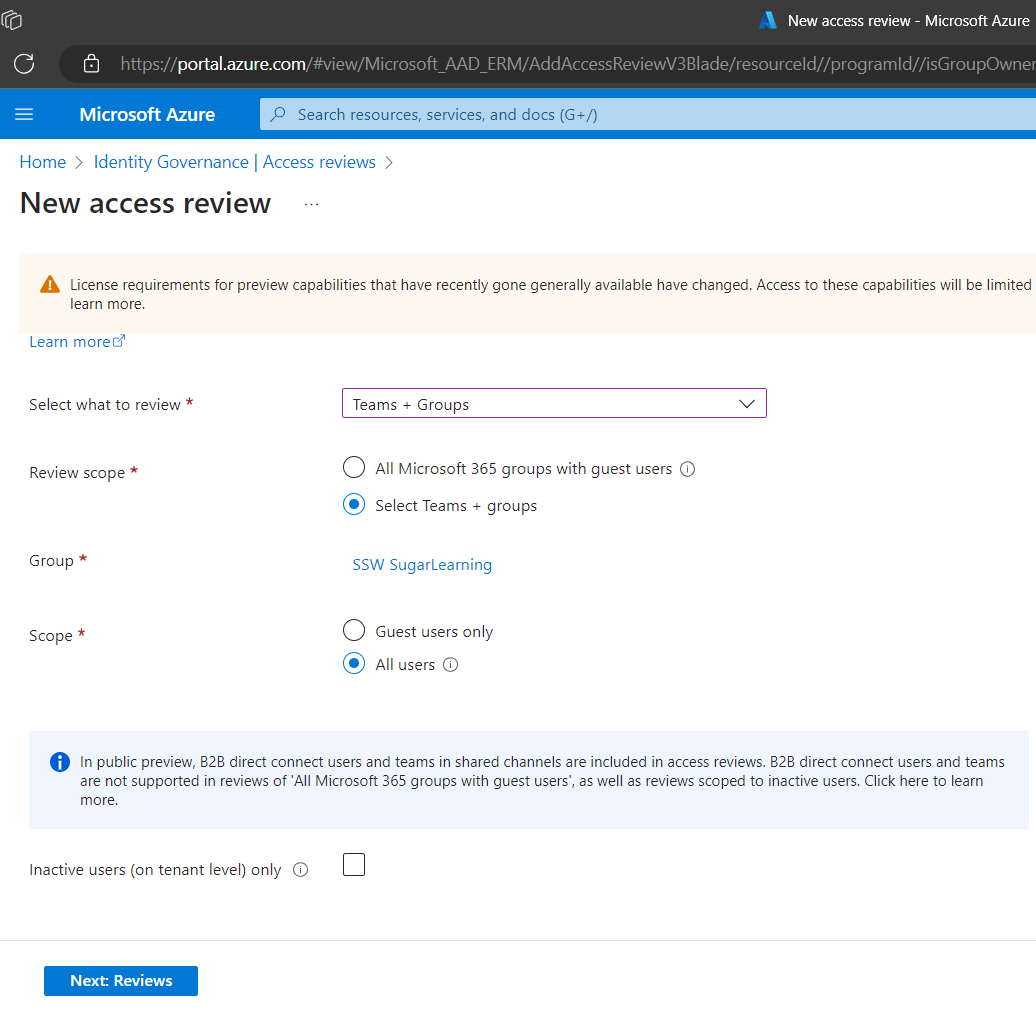 New access review - Microsoft Azure
https://portal.azure.com/#view/Microsoft_AAD_ERM/AddAccessReviewV3Blade/resourceId//programId//isGroupOwner
Microsoft Azure
Search resources, services, and docs (G+/)
Home > Identity Governance | Access reviews >
New access review ...
License requirements for preview capabilities that have recently gone generally available have changed. Access to these capabilities will be limited
learn more.
Learn more
Select what to review *
Teams + Groups
Review scope *
All Microsoft 365 groups with guest users
Select Teams + groups
Group *
SSW SugarLearning
Scope *
Guest users only
All users
In public preview, B2B direct connect users and teams in shared channels are included in access reviews. B2B direct connect users and teams
are not supported in reviews of 'All Microsoft 365 groups with guest users', as well as reviews scoped to inactive users. Click here to learn
more.
Inactive users (on tenant level) only
Next: Reviews